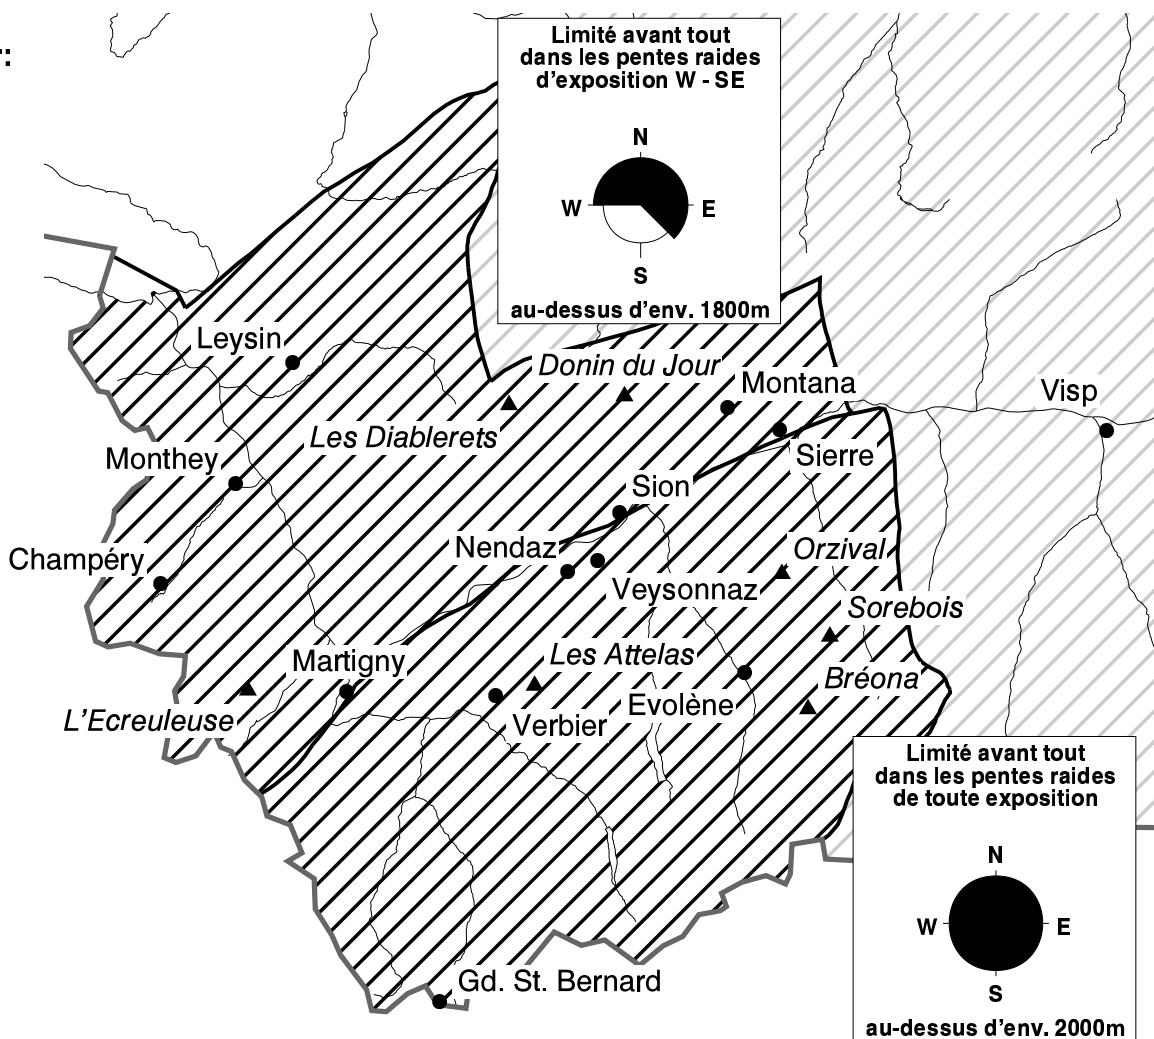 :
Limité avant tout
dans les pentes raides
d'exposition W - SE
N
W
E
S
au-dessus d'env. 1800m
Leysin
Donin du Jour
Montana
Visp
Les Diablerets
Monthey
Sierre
Sion
Champéry
Nendaz
Orzival
Veysonnaz
Sorebois
Martigny
Les Attelas
Bréona
L'Ecreuleuse
Evolène
Verbier
Limité avant tout
dans les pentes raides
de toute exposition
N
W
E
S
Gd. St. Bernard
au-dessus d'env. 2000m